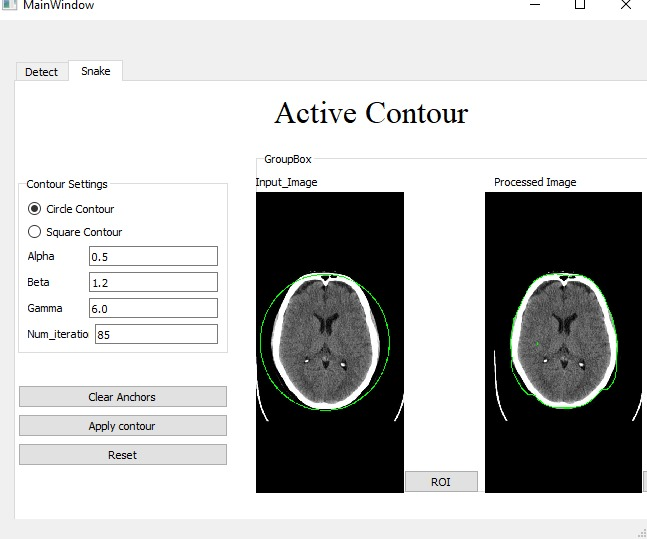 MainWindow
Detect
Snake
Active Contour
GroupBox
Input_Image
Processed Image
Contour Settings
Circle Contour
Square Contour
Alpha
0.5
Beta
1.2
Gamma
6.0
Num_iteratio
85
Clear Anchors
Apply contour
Reset
ROI